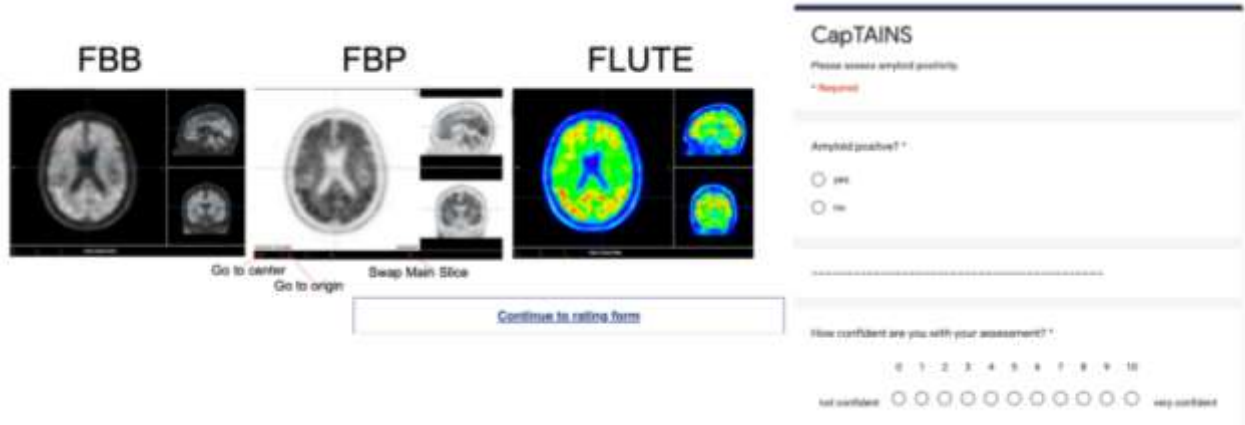 FBB
FBP
FLUTE
Go to center
Go to origin
Swap Main Slice
Continue to rating form
CapTAINS
Please assess amyloid positivity.
* Required
Amyloid positive? *
yes
no
------------------------------------------------
How confident are you with your assessment? *
0 1 2 3 4 5 6 7 8 9 10
not confident
very confident